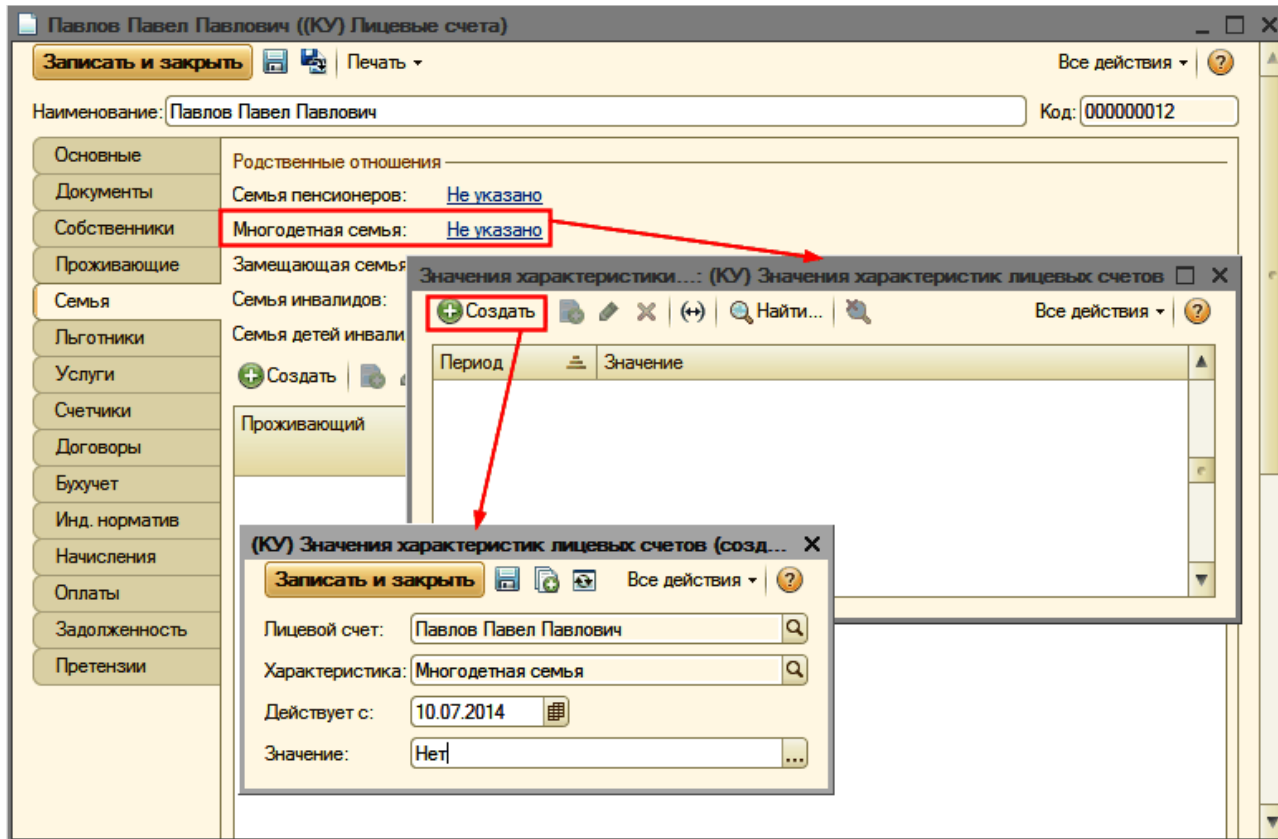 Павлов Павел Павлович ((КУ) Лицевые счета)
Записать и закрыть Печать Все действия
Наименование: Павлов Павел Павлович Код: 000000012
Основные
Документы
Собственники
Проживающие
Семья
Льготники
Услуги
Счетчики
Договоры
Бухучет
Инд. норматив
Начисления
Оплаты
Задолженность
Претензии
Родственные отношения
Семья пенсионеров: Не указано
Многодетная семья: Не указано
Замещающая семья
Семья инвалидов:
Семья детей инвали
Создать
Проживающий
Значения характеристики...: (КУ) Значения характеристик лицевых счетов
Создать Найти... Все действия
Период Значение
(КУ) Значения характеристик лицевых счетов (созд...
Записать и закрыть Все действия
Лицевой счет: Павлов Павел Павлович
Характеристика: Многодетная семья
Действует с: 10.07.2014
Значение: Нет